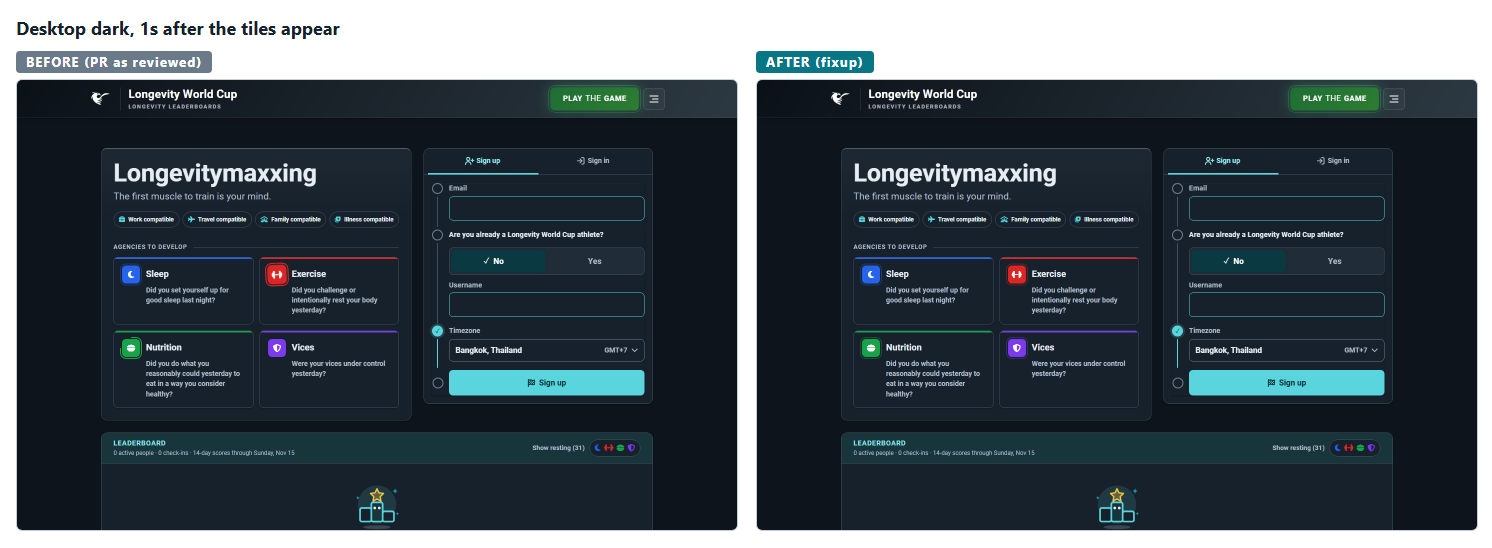 Desktop dark, 1s after the tiles appear
BEFORE (PR as reviewed)
Longevity World Cup
LONGEVITY LEADERBOARDS
PLAY THE GAME
Longevitymaxxing
The first muscle to train is your mind.
Work compatible
Travel compatible
Family compatible
Illness compatible
AGENCIES TO DEVELOP
Sleep
Did you set yourself up for
good sleep last night?
Exercise
Did you challenge or
intentionally rest your body
yesterday?
Nutrition
Did you do what you
reasonably could yesterday to
eat in a way you consider
healthy?
Vices
Were your vices under control
yesterday?
Sign up
Sign in
Email
Are you already a Longevity World Cup athlete?
✓ No
Yes
Username
Timezone
Bangkok, Thailand
GMT+7
Sign up
LEADERBOARD
0 active people · 0 check-ins · 14-day scores through Sunday, Nov 15
Show resting (31)
AFTER (fixup)
Longevity World Cup
LONGEVITY LEADERBOARDS
PLAY THE GAME
Longevitymaxxing
The first muscle to train is your mind.
Work compatible
Travel compatible
Family compatible
Illness compatible
AGENCIES TO DEVELOP
Sleep
Did you set yourself up for
good sleep last night?
Exercise
Did you challenge or
intentionally rest your body
yesterday?
Nutrition
Did you do what you
reasonably could yesterday to
eat in a way you consider
healthy?
Vices
Were your vices under control
yesterday?
Sign up
Sign in
Email
Are you already a Longevity World Cup athlete?
✓ No
Yes
Username
Timezone
Bangkok, Thailand
GMT+7
Sign up
LEADERBOARD
0 active people · 0 check-ins · 14-day scores through Sunday, Nov 15
Show resting (31)